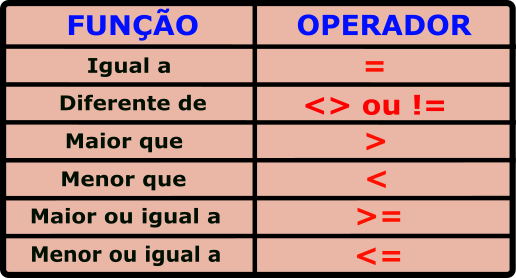 FUNÇÃO OPERADOR
Igual a =
Diferente de <> ou !=
Maior que >
Menor que <
Maior ou igual a >=
Menor ou igual a <=